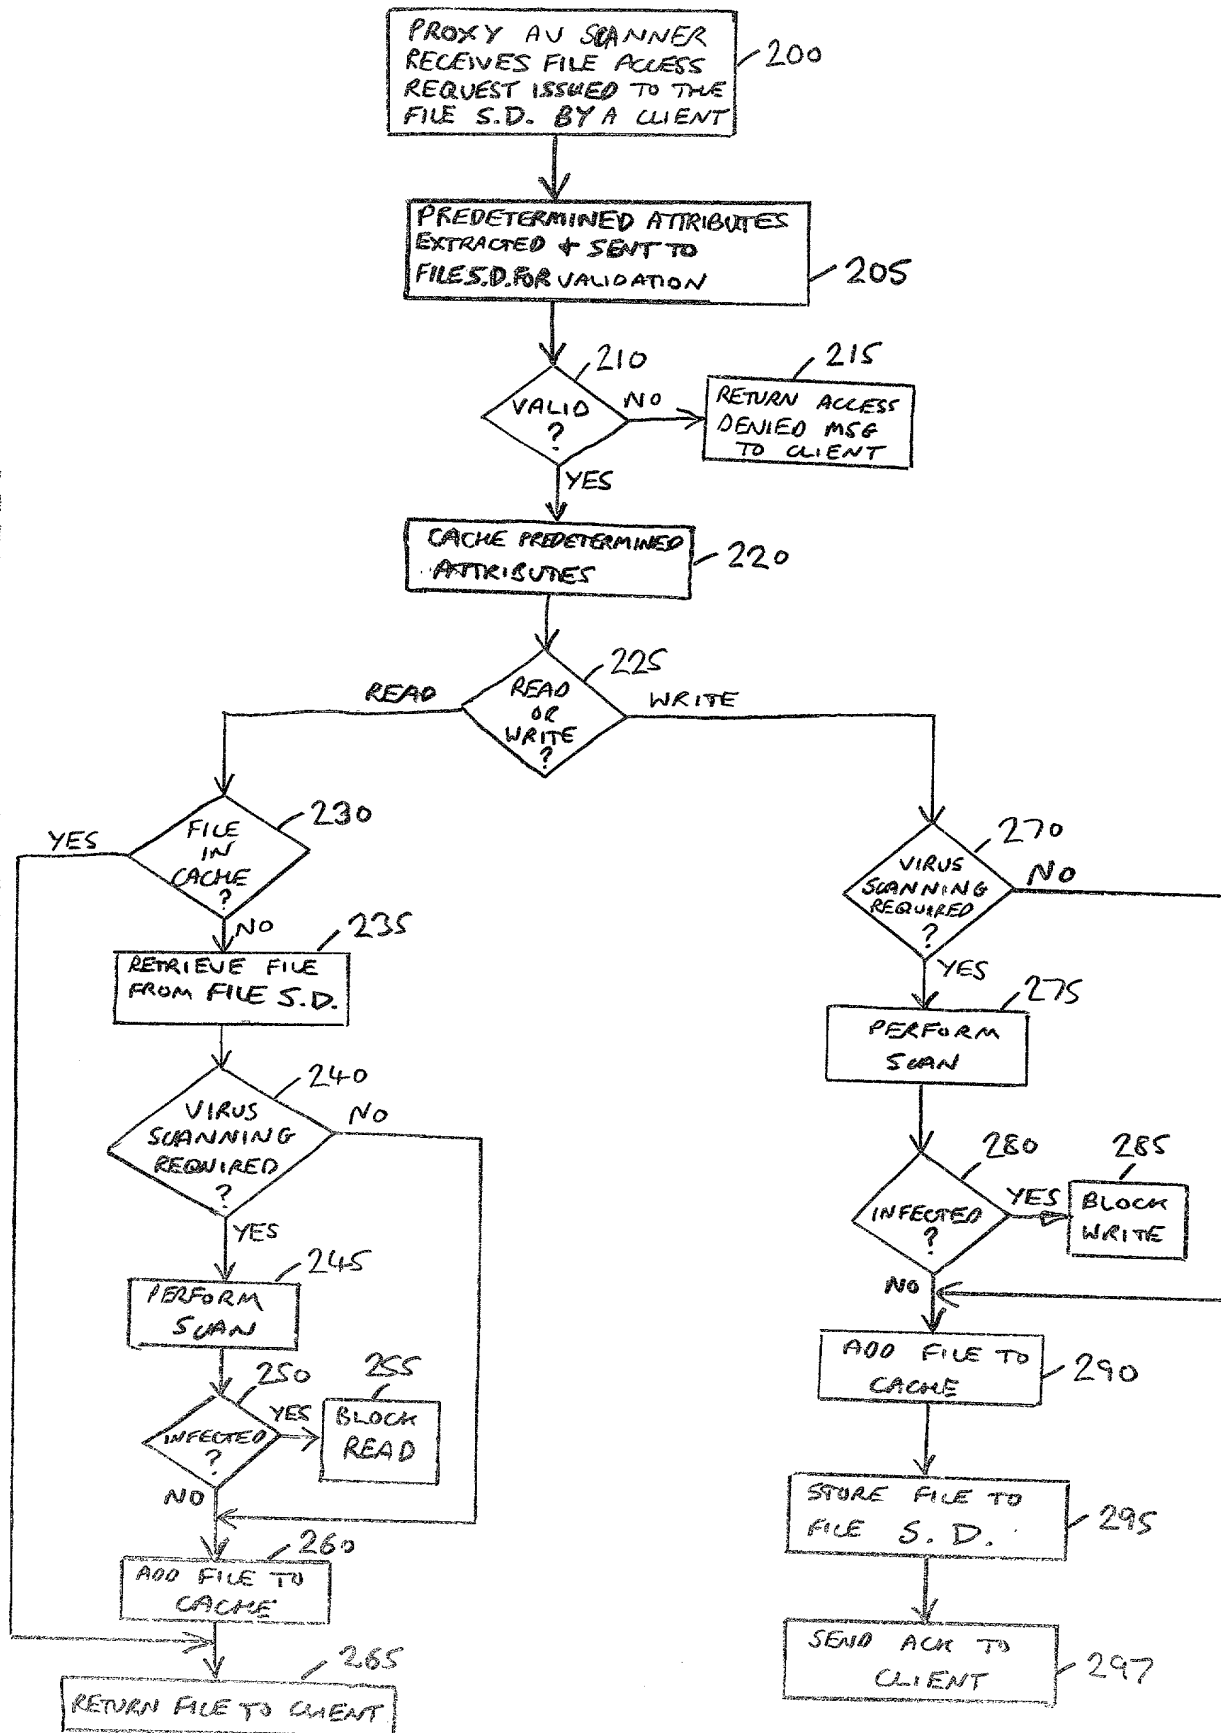 PROXY AV SCANNER
RECEIVES FILE ACCESS
REQUEST ISSUED TO THE
FILE S.D. BY A CLIENT
200
PREDETERMINED ATTRIBUTES
EXTRACTED + SENT TO
FILE S.D. FOR VALIDATION
205
210
VALID
?
NO
215
RETURN ACCESS
DENIED MSG
TO CLIENT
YES
CACHE PREDETERMINED
ATTRIBUTES
220
225
READ
READ
OR
WRITE
?
WRITE
230
YES
FILE
IN
CACHE
?
NO
235
RETRIEVE FILE
FROM FILE S.D.
240
VIRUS
SCANNING
REQUIRED
?
NO
YES
245
PERFORM
SCAN
250
INFECTED
?
YES
255
BLOCK
READ
NO
260
ADD FILE TO
CACHE
265
RETURN FILE TO CLIENT
270
VIRUS
SCANNING
REQUIRED
?
NO
YES
275
PERFORM
SCAN
280
INFECTED
?
YES
285
BLOCK
WRITE
NO
ADD FILE TO
CACHE
290
STORE FILE TO
FILE S.D.
295
SEND ACK TO
CLIENT
297